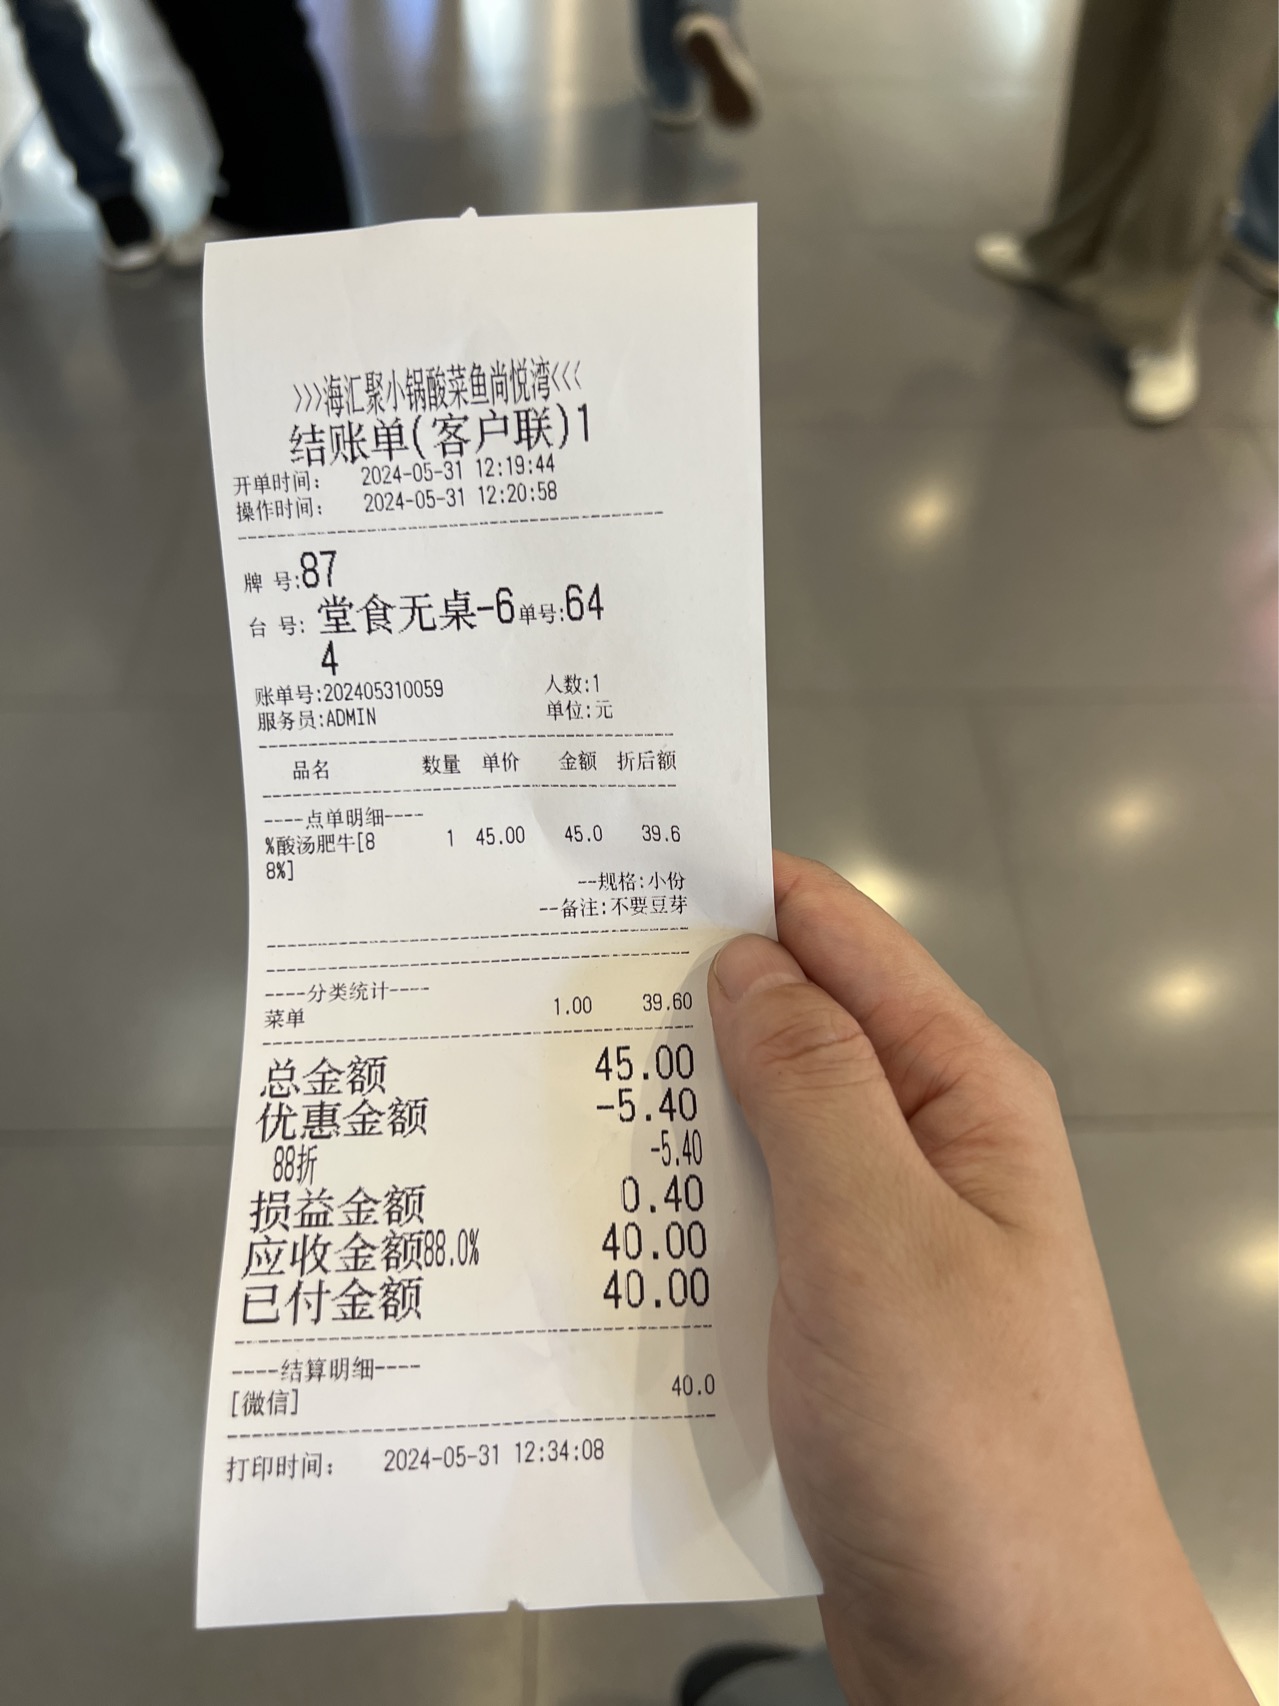 >>>海汇聚小锅酸菜鱼尚悦湾<<<
结账单(客户联)1
开单时间: 2024-05-31 12:19:44
操作时间: 2024-05-31 12:20:58
牌 号:87
台 号: 堂食无桌-6 单号:64
4
账单号:202405310059 人数:1
服务员:ADMIN 单位:元
品名 数量 单价 金额 折后额
----点单明细----
%酸汤肥牛[8 1 45.00 45.0 39.6
8%]
--规格:小份
--备注:不要豆芽
----分类统计----
菜单 1.00 39.60
总金额 45.00
优惠金额 -5.40
88折 -5.40
损益金额 0.40
应收金额88.0% 40.00
已付金额 40.00
----结算明细----
[微信] 40.0
打印时间: 2024-05-31 12:34:08